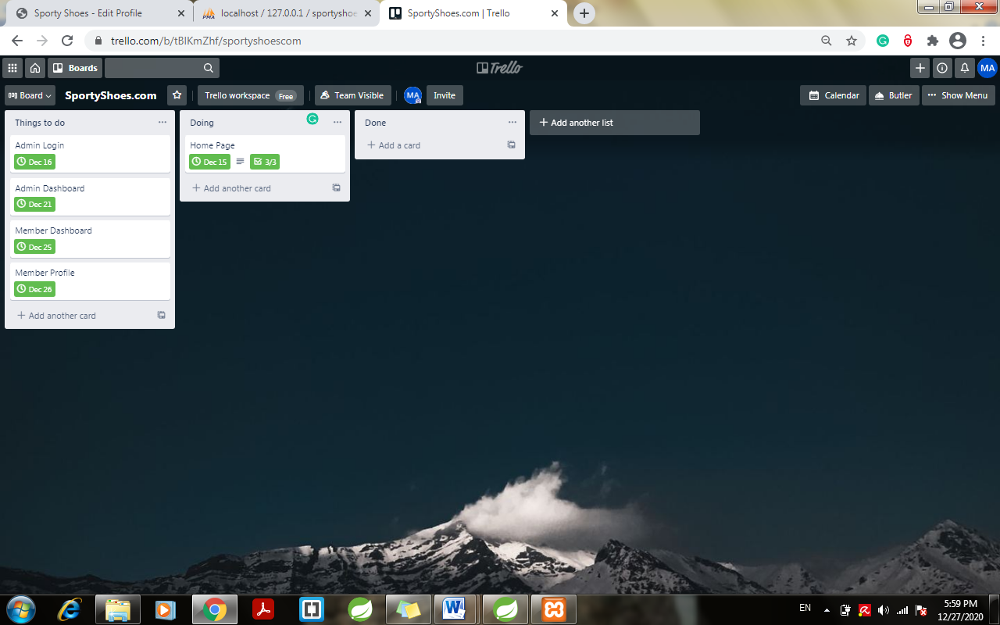 Sporty Shoes - Edit Profile
localhost / 127.0.0.1 / sportyshoe
SportyShoes.com | Trello
trello.com/b/tBlKmZhf/sportyshoescom
Boards
Trello
MA
Board
SportyShoes.com
Trello workspace Free
Team Visible
MA
Invite
Calendar
Butler
Show Menu
Things to do
Admin Login
Dec 16
Admin Dashboard
Dec 21
Member Dashboard
Dec 25
Member Profile
Dec 26
+ Add another card
Doing
Home Page
Dec 15 3/3
+ Add another card
Done
+ Add a card
+ Add another list
EN
5:59 PM
12/27/2020